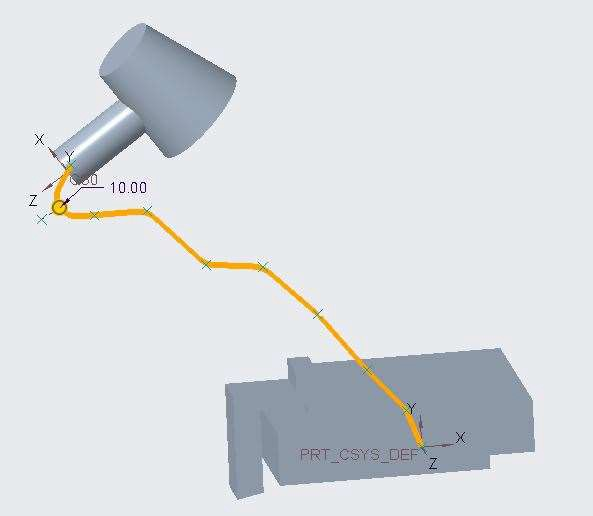 X
Y
Z
10.00
Y
X
PRT_CSYS_DEF
Z